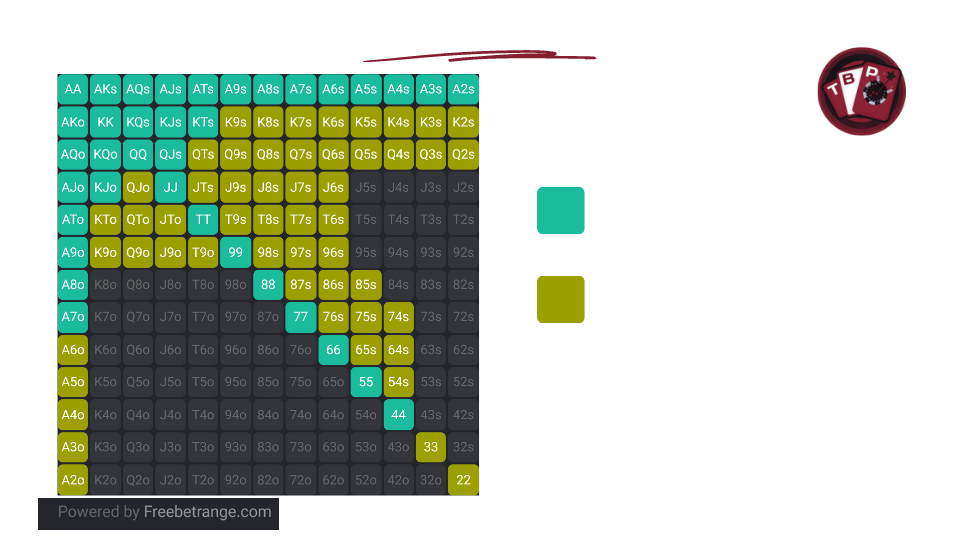 AA AKs AQs AJs ATs A9s A8s A7s A6s A5s A4s A3s A2s
AKo KK KQs KJs KTs K9s K8s K7s K6s K5s K4s K3s K2s
AQo KQo QQ QJs QTs Q9s Q8s Q7s Q6s Q5s Q4s Q3s Q2s
AJo KJo QJo JJ JTs J9s J8s J7s J6s J5s J4s J3s J2s
ATo KTo QTo JTo TT T9s T8s T7s T6s T5s T4s T3s T2s
A9o K9o Q9o J9o T9o 99 98s 97s 96s 95s 94s 93s 92s
A8o K8o Q8o J8o T8o 98o 88 87s 86s 85s 84s 83s 82s
A7o K7o Q7o J7o T7o 97o 87o 77 76s 75s 74s 73s 72s
A6o K6o Q6o J6o T6o 96o 86o 76o 66 65s 64s 63s 62s
A5o K5o Q5o J5o T5o 95o 85o 75o 65o 55 54s 53s 52s
A4o K4o Q4o J4o T4o 94o 84o 74o 64o 54o 44 43s 42s
A3o K3o Q3o J3o T3o 93o 83o 73o 63o 53o 43o 33 32s
A2o K2o Q2o J2o T2o 92o 82o 72o 62o 52o 42o 32o 22
Powered by Freebetrange.com
T B P